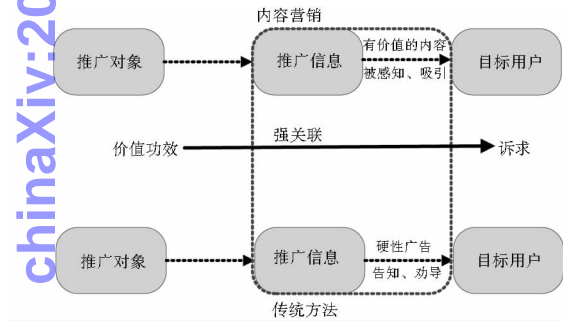 内容营销
推广对象
推广信息
有价值的内容
被感知、吸引
目标用户
价值功效
强关联
诉求
推广对象
推广信息
硬性广告
告知、劝导
目标用户
传统方法
chinaXiv:20